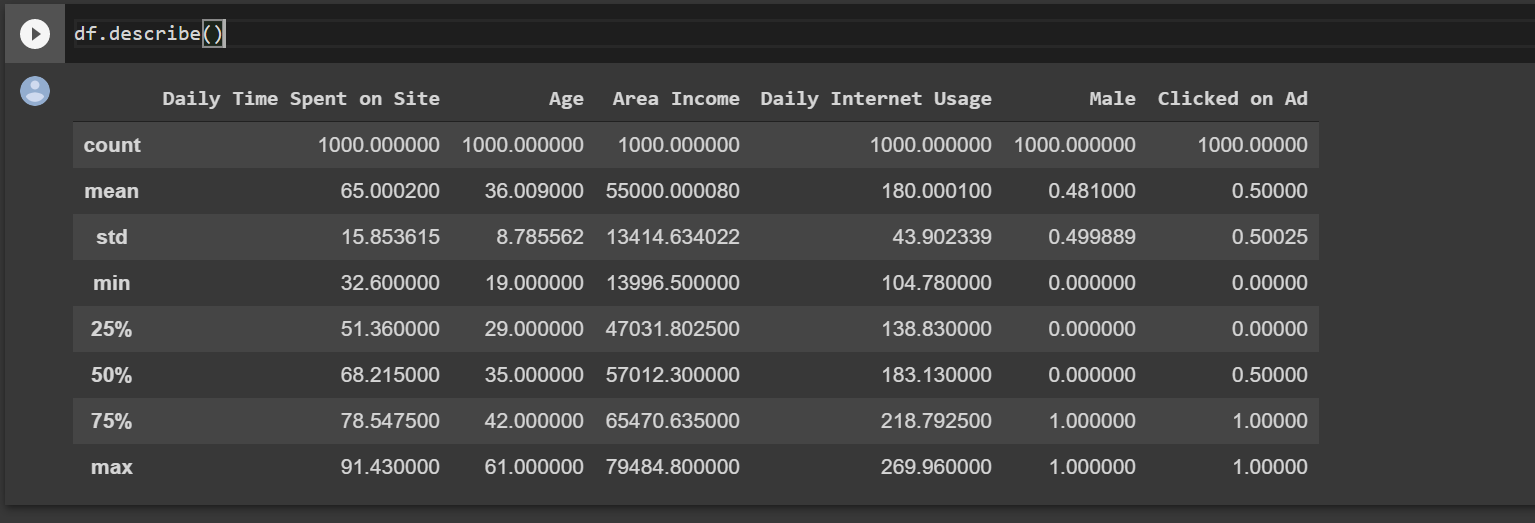 df.describe()
Daily Time Spent on Site Age Area Income Daily Internet Usage Male Clicked on Ad
count 1000.000000 1000.000000 1000.000000 1000.000000 1000.000000 1000.00000
mean 65.000200 36.009000 55000.000080 180.000100 0.481000 0.50000
std 15.853615 8.785562 13414.634022 43.902339 0.499889 0.50025
min 32.600000 19.000000 13996.500000 104.780000 0.000000 0.00000
25% 51.360000 29.000000 47031.802500 138.830000 0.000000 0.00000
50% 68.215000 35.000000 57012.300000 183.130000 0.000000 0.50000
75% 78.547500 42.000000 65470.635000 218.792500 1.000000 1.00000
max 91.430000 61.000000 79484.800000 269.960000 1.000000 1.00000